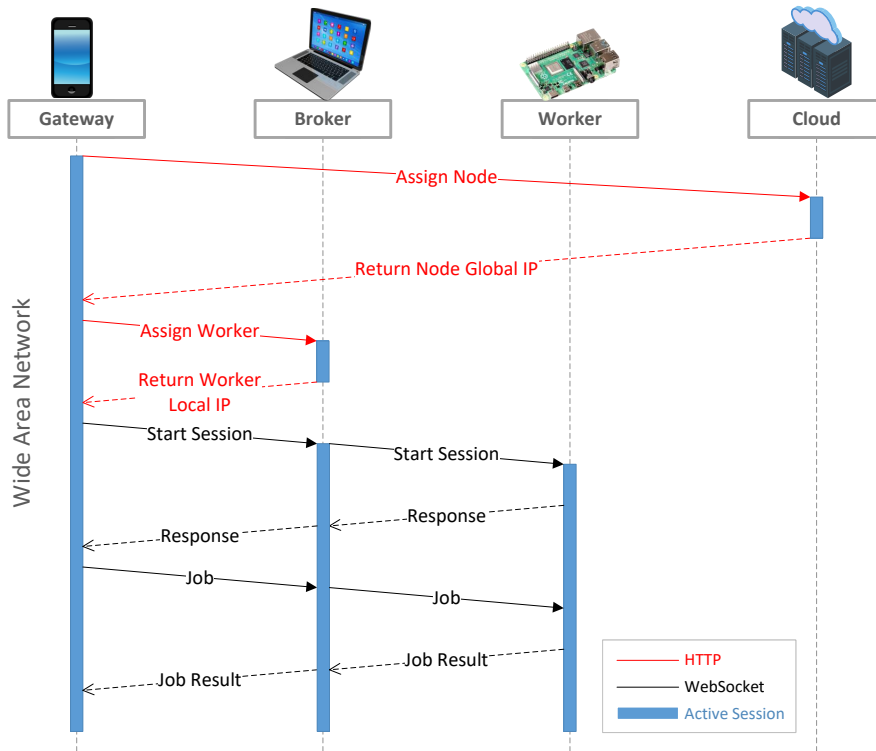 Gateway
Broker
Worker
Cloud
Assign Node
Return Node Global IP
Wide Area Network
Assign Worker
Return Worker
Local IP
Start Session
Start Session
Response
Response
Job
Job
Job Result
Job Result
HTTP
WebSocket
Active Session